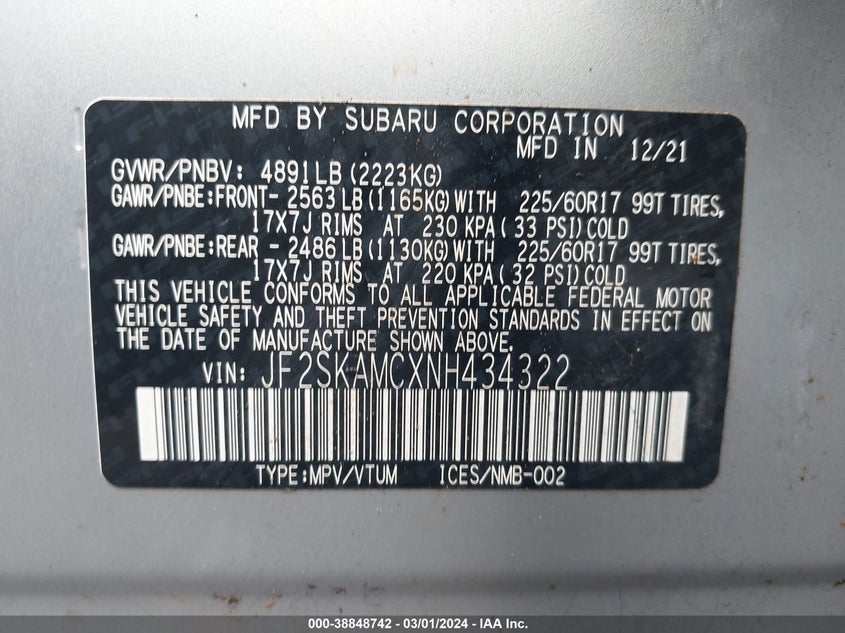 MFD BY SUBARU CORPORATION
MFD IN 12/21
GVWR/PNBV: 4891LB(2223KG)
GAWR/PNBE:FRONT- 2563LB(1165KG)WITH 225/60R17 99T TIRES,
17X7J RIMS AT 230 KPA( 33 PSI)COLD
GAWR/PNBE:REAR - 2486LB(1130KG)WITH 225/60R17 99T TIRES,
17X7J RIMS AT 220 KPA( 32 PSI)COLD
THIS VEHICLE CONFORMS TO ALL APPLICABLE FEDERAL MOTOR
VEHICLE SAFETY AND THEFT PREVENTION STANDARDS IN EFFECT ON
THE DATE OF MANUFACTURE SHOWN ABOVE.
VIN: JF2SKAMCXNH434322
TYPE:MPV/VTUM ICES/NMB-002
000-38848742 - 03/01/2024 - IAA Inc.